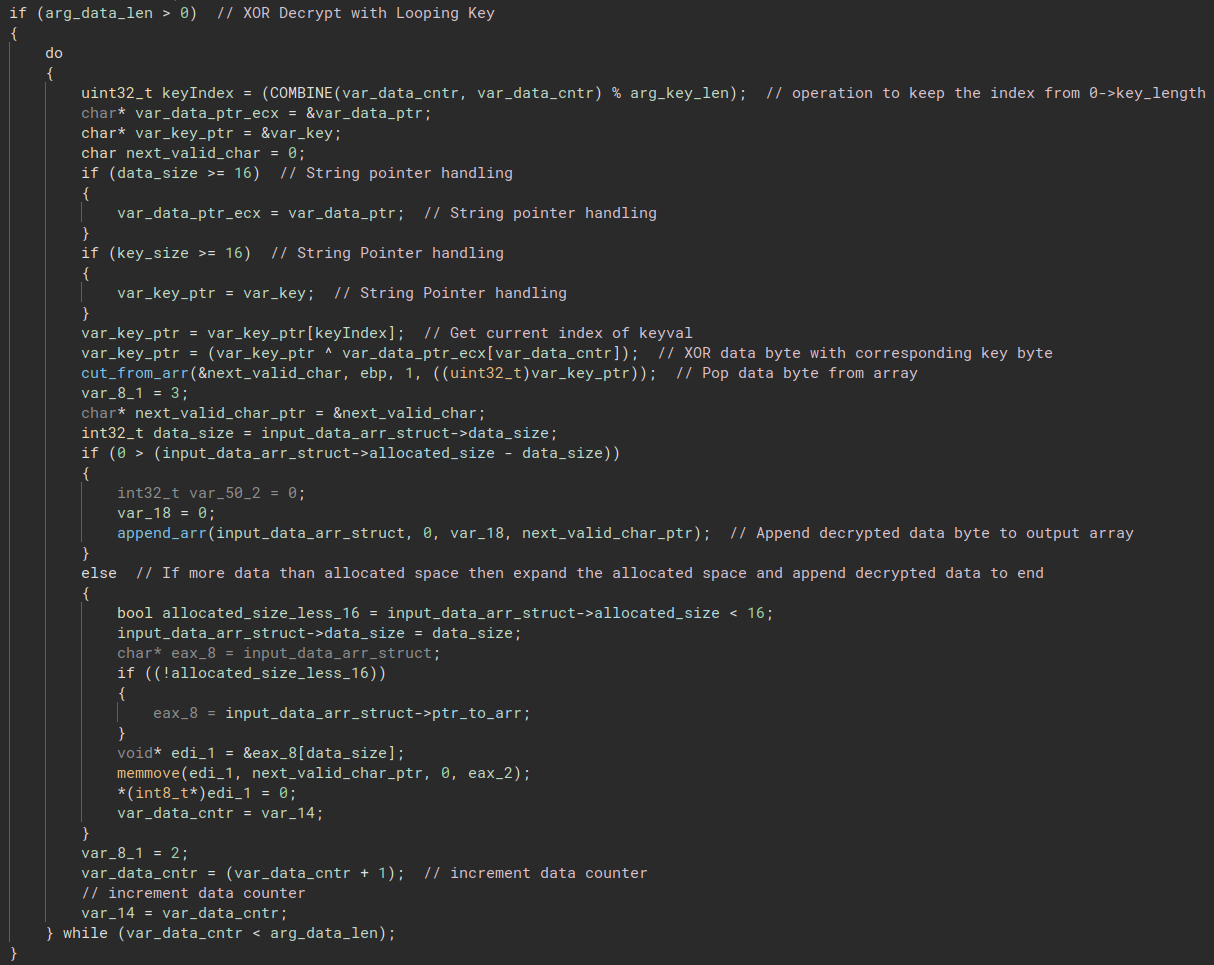 if (arg_data_len > 0)  // XOR Decrypt with Looping Key
{
    do
    {
        uint32_t keyIndex = (COMBINE(var_data_cntr, var_data_cntr) % arg_key_len);  // operation to keep the index from 0->key_length
        char* var_data_ptr_ecx = &var_data_ptr;
        char* var_key_ptr = &var_key;
        char next_valid_char = 0;
        if (data_size >= 16)  // String pointer handling
        {
            var_data_ptr_ecx = var_data_ptr;  // String pointer handling
        }
        if (key_size >= 16)  // String Pointer handling
        {
            var_key_ptr = var_key;  // String Pointer handling
        }
        var_key_ptr = var_key_ptr[keyIndex];  // Get current index of keyval
        var_key_ptr = (var_key_ptr ^ var_data_ptr_ecx[var_data_cntr]);  // XOR data byte with corresponding key byte
        cut_from_arr(&next_valid_char, ebp, 1, ((uint32_t)var_key_ptr));  // Pop data byte from array
        var_8_1 = 3;
        char* next_valid_char_ptr = &next_valid_char;
        int32_t data_size = input_data_arr_struct->data_size;
        if (0 > (input_data_arr_struct->allocated_size - data_size))
        {
            int32_t var_50_2 = 0;
            var_18 = 0;
            append_arr(input_data_arr_struct, 0, var_18, next_valid_char_ptr);  // Append decrypted data byte to output array
        }
        else  // If more data than allocated space then expand the allocated space and append decrypted data to end
        {
            bool allocated_size_less_16 = input_data_arr_struct->allocated_size < 16;
            input_data_arr_struct->data_size = data_size;
            char* eax_8 = input_data_arr_struct;
            if ((!allocated_size_less_16))
            {
                eax_8 = input_data_arr_struct->ptr_to_arr;
            }
            void* edi_1 = &eax_8[data_size];
            memmove(edi_1, next_valid_char_ptr, 0, eax_2);
            *(int8_t*)edi_1 = 0;
            var_data_cntr = var_14;
        }
        var_8_1 = 2;
        var_data_cntr = (var_data_cntr + 1);  // increment data counter
        // increment data counter
        var_14 = var_data_cntr;
    } while (var_data_cntr < arg_data_len);
}